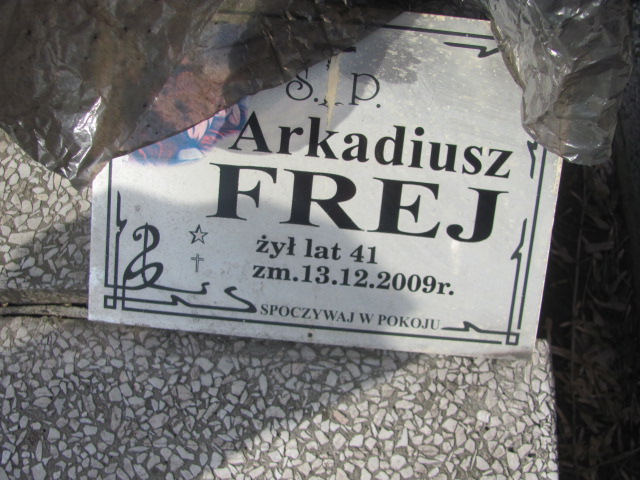 Ś. P.
Arkadiusz
FREJ
żył lat 41
zm.13.12.2009r.
SPOCZYWAJ W POKOJU